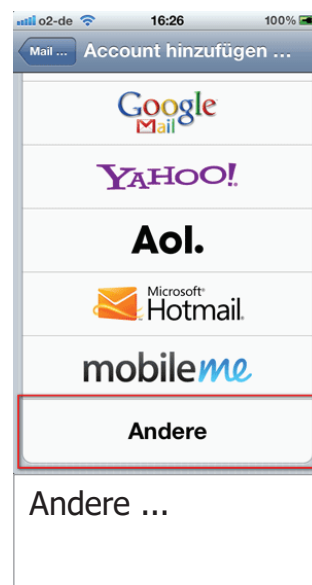 o2-de 16:26 100%
Mail ... Account hinzufügen ...
Google
Mail
YAHOO!
Aol.
Microsoft®
Hotmail.
mobileme
Andere
Andere ...